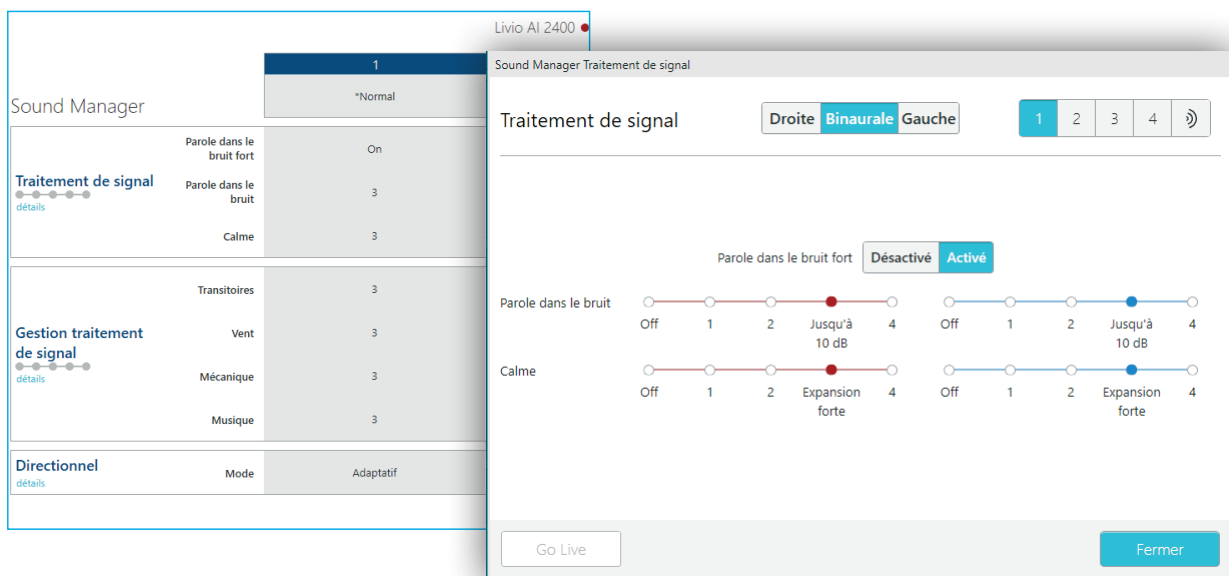 Livio AI 2400
1
*Normal
Sound Manager
Traitement de signal
détails
Parole dans le
bruit fort
On
Parole dans le
bruit
3
Calme
3
Gestion traitement
de signal
détails
Transitoires
3
Vent
3
Mécanique
3
Musique
3
Directionnel
détails
Mode
Adaptatif
Sound Manager Traitement de signal
Traitement de signal
Droite Binaurale Gauche
1 2 3 4
Parole dans le bruit fort Désactivé Activé
Parole dans le bruit
Off 1 2 Jusqu'à 4 Off 1 2 Jusqu'à 4
10 dB 10 dB
Calme
Off 1 2 Expansion 4 Off 1 2 Expansion 4
forte forte
Go Live Fermer